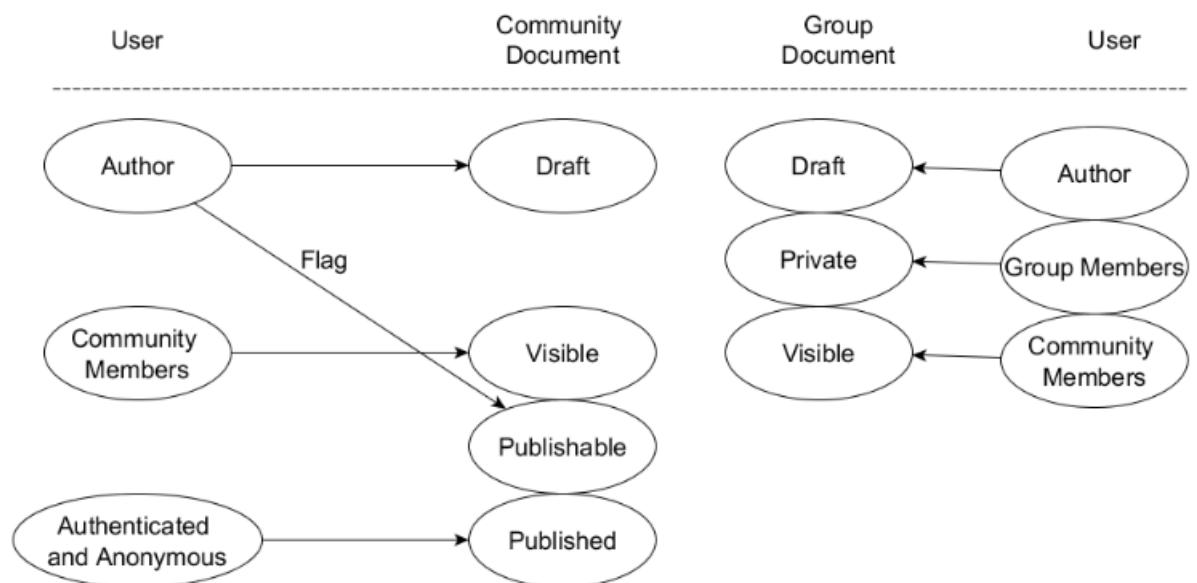 User
Community
Document
Group
Document
User
Author
Draft
Draft
Author
Flag
Private
Group Members
Community
Members
Visible
Visible
Community
Members
Publishable
Authenticated
and Anonymous
Published